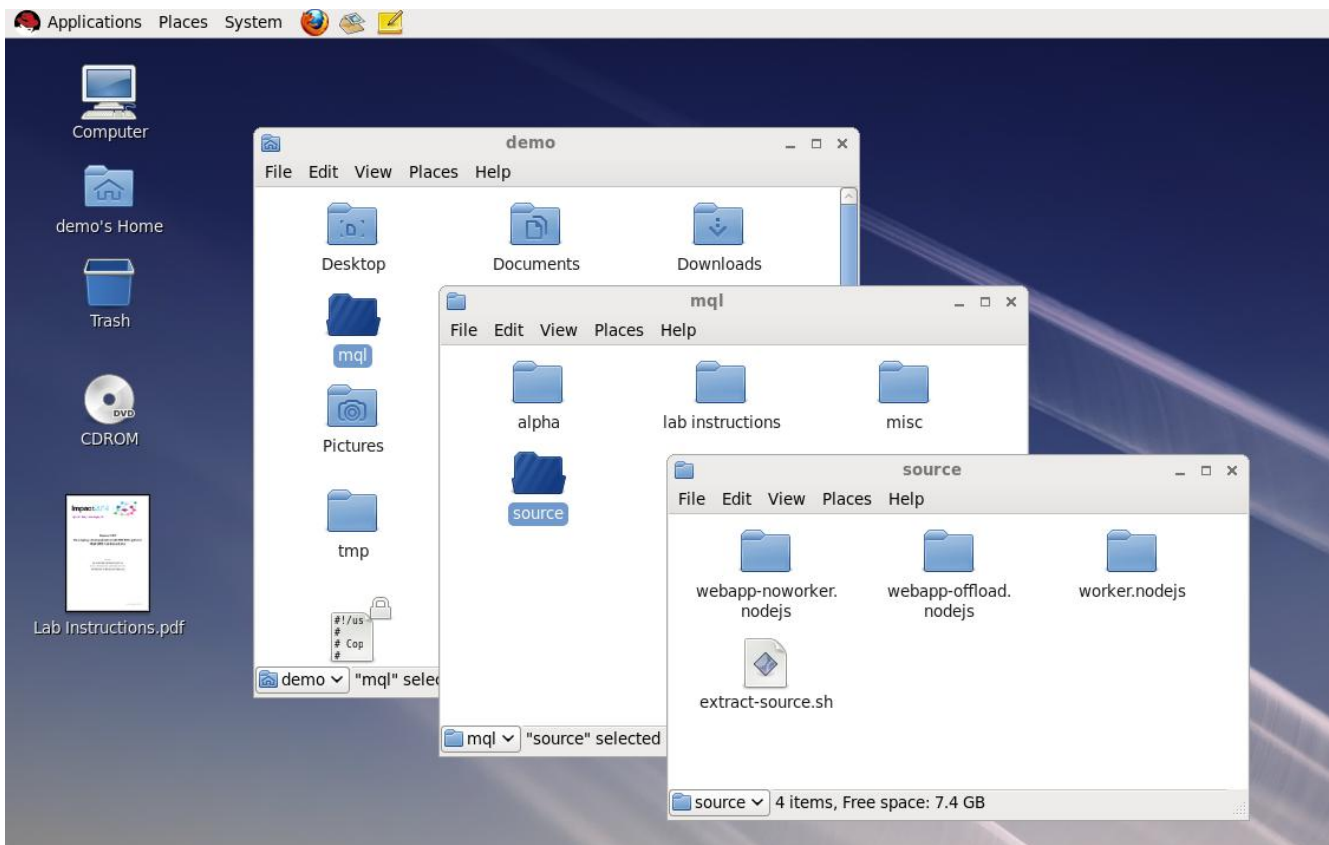 Applications Places System
Computer
demo's Home
Trash
DVD
CDROM
Impact
Lab Instructions.pdf
demo
File Edit View Places Help
Desktop Documents Downloads
mql
Pictures
tmp
#!/us
#
# Cop
#
demo "mql" selec
mql
File Edit View Places Help
alpha lab instructions misc
source
mql "source" selected
source
File Edit View Places Help
webapp-noworker.
nodejs
webapp-offload.
nodejs
worker.nodejs
extract-source.sh
source 4 items, Free space: 7.4 GB